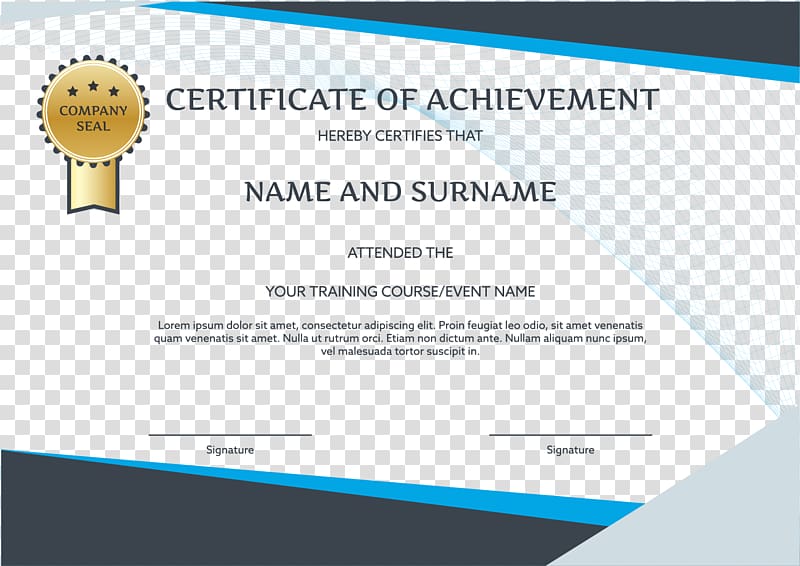 COMPANY
SEAL
CERTIFICATE OF ACHIEVEMENT
HEREBY CERTIFIES THAT
NAME AND SURNAME
ATTENDED THE
YOUR TRAINING COURSE/EVENT NAME
Lorem ipsum dolor sit amet, consectetur adipiscing elit. Proin feugiat leo odio, sit amet venenatis
quam venenatis sit amet. Nulla ut rutrum orci. Etiam non dictum ante. Nullam aliquam nunc ipsum,
vel malesuada tortor suscipit in.
Signature
Signature